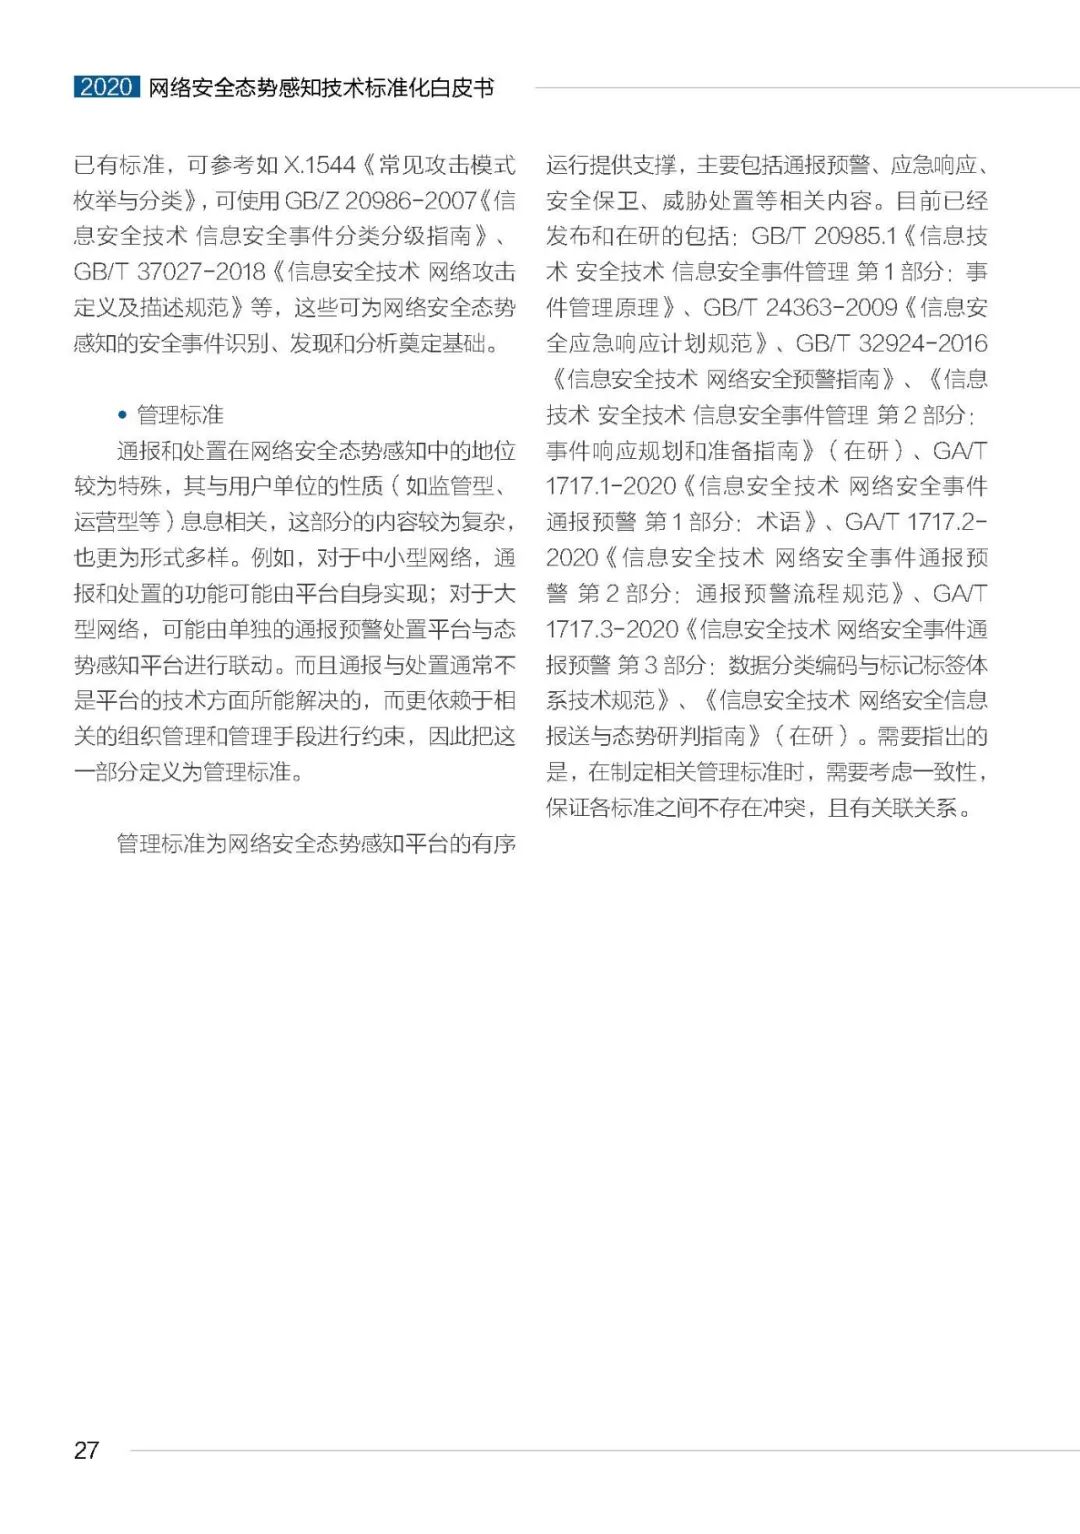 2020 网络安全态势感知技术标准化白皮书
已有标准，可参考如 X.1544《常见攻击模式
枚举与分类》，可使用 GB/Z 20986-2007《信
息安全技术 信息安全事件分类分级指南》、
GB/T 37027-2018《信息安全技术 网络攻击
定义及描述规范》等，这些可为网络安全态势
感知的安全事件识别、发现和分析奠定基础。
• 管理标准
通报和处置在网络安全态势感知中的地位
较为特殊，其与用户单位的性质（如监管型、
运营型等）息息相关，这部分的内容较为复杂，
也更为形式多样。例如，对于中小型网络，通
报和处置的功能可能由平台自身实现；对于大
型网络，可能由单独的通报预警处置平台与态
势感知平台进行联动。而且通报与处置通常不
是平台的技术方面所能解决的，而更依赖于相
关的组织管理和管理手段进行约束，因此把这
一部分定义为管理标准。
管理标准为网络安全态势感知平台的有序
运行提供支撑，主要包括通报预警、应急响应、
安全保卫、威胁处置等相关内容。目前已经
发布和在研的包括：GB/T 20985.1《信息技
术 安全技术 信息安全事件管理 第 1 部分：事
件管理原理》、GB/T 24363-2009《信息安
全应急响应计划规范》、GB/T 32924-2016
《信息安全技术 网络安全预警指南》、《信息
技术 安全技术 信息安全事件管理 第 2 部分：
事件响应规划和准备指南》（在研）、GA/T
1717.1-2020《信息安全技术 网络安全事件
通报预警 第 1 部分：术语》、GA/T 1717.2-
2020《信息安全技术 网络安全事件通报预
警 第 2 部分：通报预警流程规范》、GA/T
1717.3-2020《信息安全技术 网络安全事件通
报预警 第 3 部分：数据分类编码与标记标签体
系技术规范》、《信息安全技术 网络安全信息
报送与态势研判指南》（在研）。需要指出的
是，在制定相关管理标准时，需要考虑一致性，
保证各标准之间不存在冲突，且有关联关系。
27